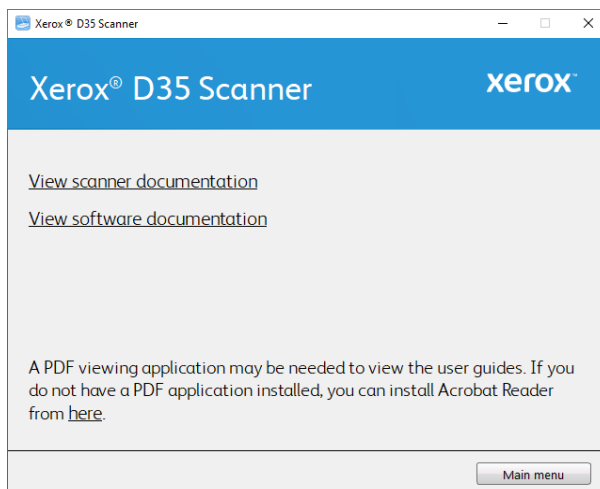 Xerox® D35 Scanner
Xerox® D35 Scanner
xerox™
View scanner documentation
View software documentation
A PDF viewing application may be needed to view the user guides. If you
do not have a PDF application installed, you can install Acrobat Reader
from here.
Main menu